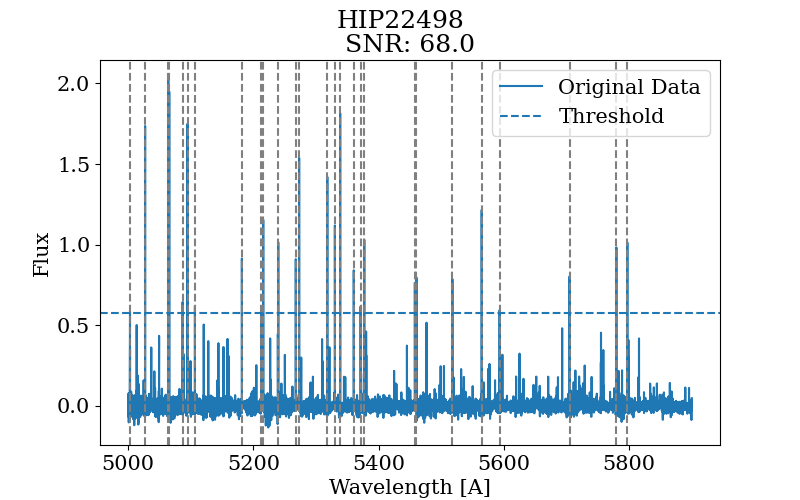 HIP22498
SNR: 68.0
Original Data
Threshold
2.0
1.5
1.0
0.5
0.0
Flux
5000 5200 5400 5600 5800
Wavelength [A]